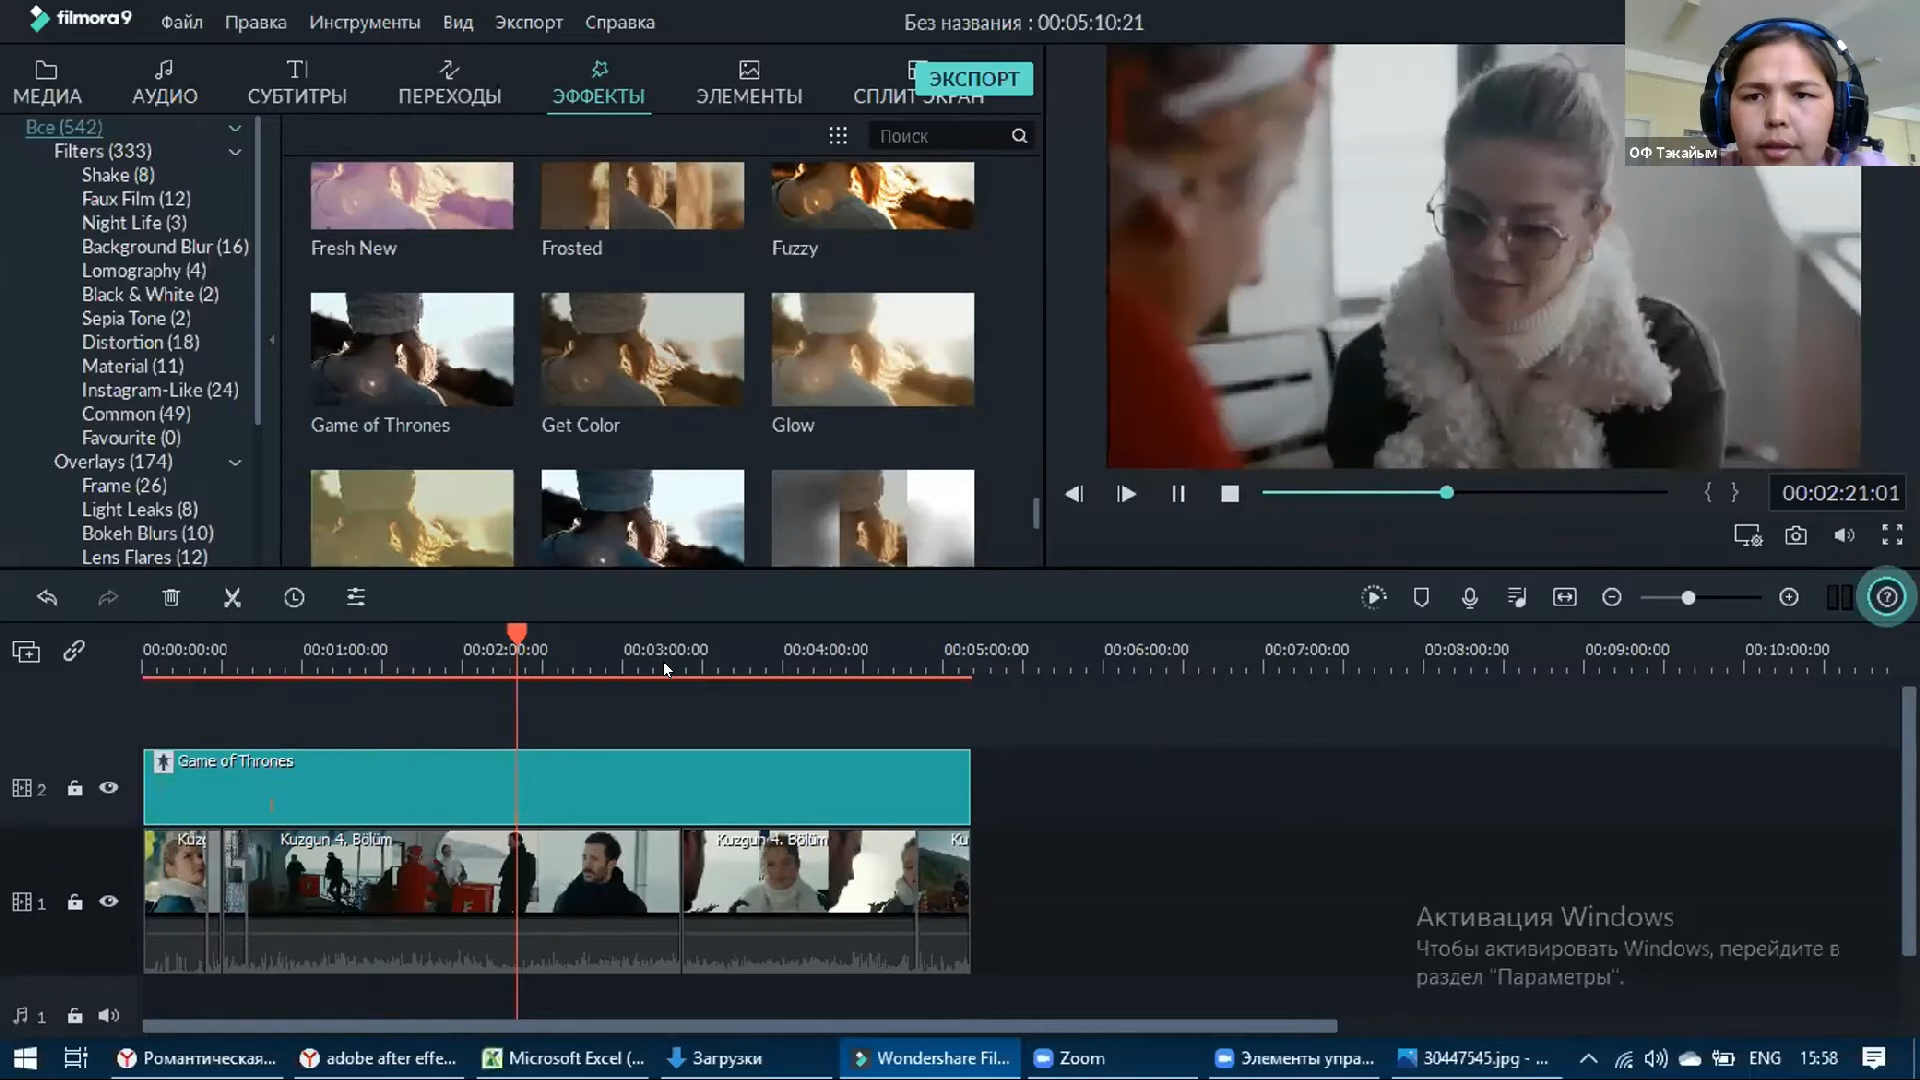 filmora9
Файл
Правка
Инструменты
Вид
Экспорт
Справка
Без названия : 00:05:10:21
МЕДИА
АУДИО
СУБТИТРЫ
ПЕРЕХОДЫ
ЭФФЕКТЫ
ЭЛЕМЕНТЫ
СПЛИТ ЭКРАН
ЭКСПОРТ
Все (542)
Filters (333)
Shake (8)
Faux Film (12)
Night Life (3)
Background Blur (16)
Lomography (4)
Black & White (2)
Sepia Tone (2)
Distortion (18)
Material (11)
Instagram-Like (24)
Common (49)
Favourite (0)
Overlays (174)
Frame (26)
Light Leaks (8)
Bokeh Blurs (10)
Lens Flares (12)
Поиск
Fresh New
Frosted
Fuzzy
Game of Thrones
Get Color
Glow
ОФ Тэкайым
00:02:21:01
00:00:00:00
00:01:00:00
00:02:00:00
00:03:00:00
00:04:00:00
00:05:00:00
00:06:00:00
00:07:00:00
00:08:00:00
00:09:00:00
00:10:00:00
2
Game of Thrones
1
Kuzg
Kuzgun 4. Bölüm
Kuzgun 4. Bölüm
Ku
1
Активация Windows
Чтобы активировать Windows, перейдите в
раздел "Параметры".
Романтическая...
adobe after effe...
Microsoft Excel (...
Загрузки
Wondershare Fil...
Zoom
Элементы упра...
30447545.jpg - ...
ENG
15:58